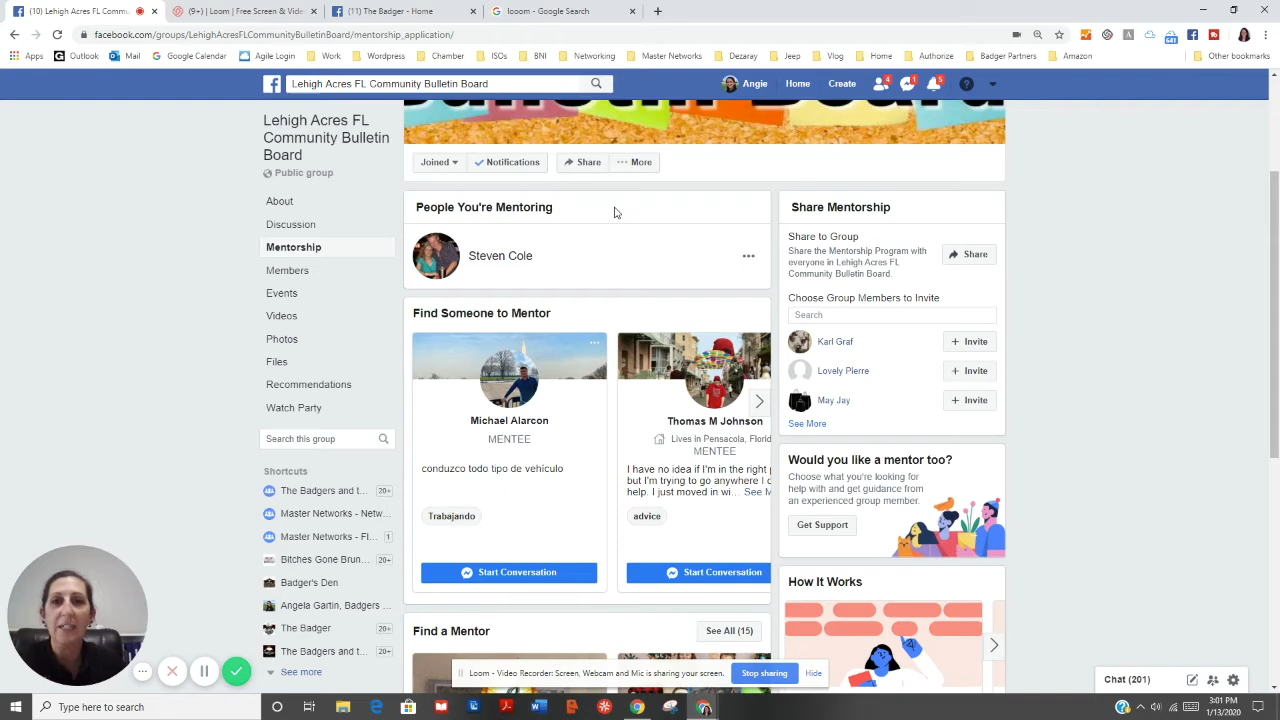 (10) Lehigh Acres FL Commu
(9+) | Loom | Free Screen & Video
(11) The Badger - Home
looom - Google Search
facebook.com/groups/LehighAcresFLCommunityBulletinBoard/mentorship_application/
Apps
Outlook
Mail
Google Calendar
Agile Login
Work
Wordpress
Chamber
ISOs
BNI
Networking
Master Networks
Dezaray
Jeep
Vlog
Home
Authorize
Badger Partners
Amazon
Other bookmarks
Lehigh Acres FL Community Bulletin Board
Angie
Home
Create
4
1
5
Lehigh Acres FL
Community Bulletin
Board
Public group
About
Discussion
Mentorship
Members
Events
Videos
Photos
Files
Recommendations
Watch Party
Search this group
Shortcuts
The Badgers and t... 20+
Master Networks - Netw...
Master Networks - Fl... 1
Bitches Gone Brun... 20+
Badger's Den
Angela Gartin, Badgers ...
The Badger 20+
The Badgers and t... 20+
See more
Joined
Notifications
Share
More
People You're Mentoring
Steven Cole
Find Someone to Mentor
Michael Alarcon
MENTEE
conduzco todo tipo de vehículo
Trabajando
Start Conversation
Thomas M Johnson
Lives in Pensacola, Florid
MENTEE
I have no idea if I'm in the right p
but I'm trying to go anywhere I c
help. I just moved in wi... See M
advice
Start Conversation
Find a Mentor
See All (15)
Share Mentorship
Share to Group
Share the Mentorship Program with
everyone in Lehigh Acres FL
Community Bulletin Board.
Share
Choose Group Members to Invite
Search
Karl Graf
+ Invite
Lovely Pierre
+ Invite
May Jay
+ Invite
See More
Would you like a mentor too?
Choose what you're looking for
help with and get guidance from
an experienced group member.
Get Support
How It Works
Loom - Video Recorder: Screen, Webcam and Mic is sharing your screen.
Stop sharing
Hide
Chat (201)
Type here to search
3:01 PM
1/13/2020